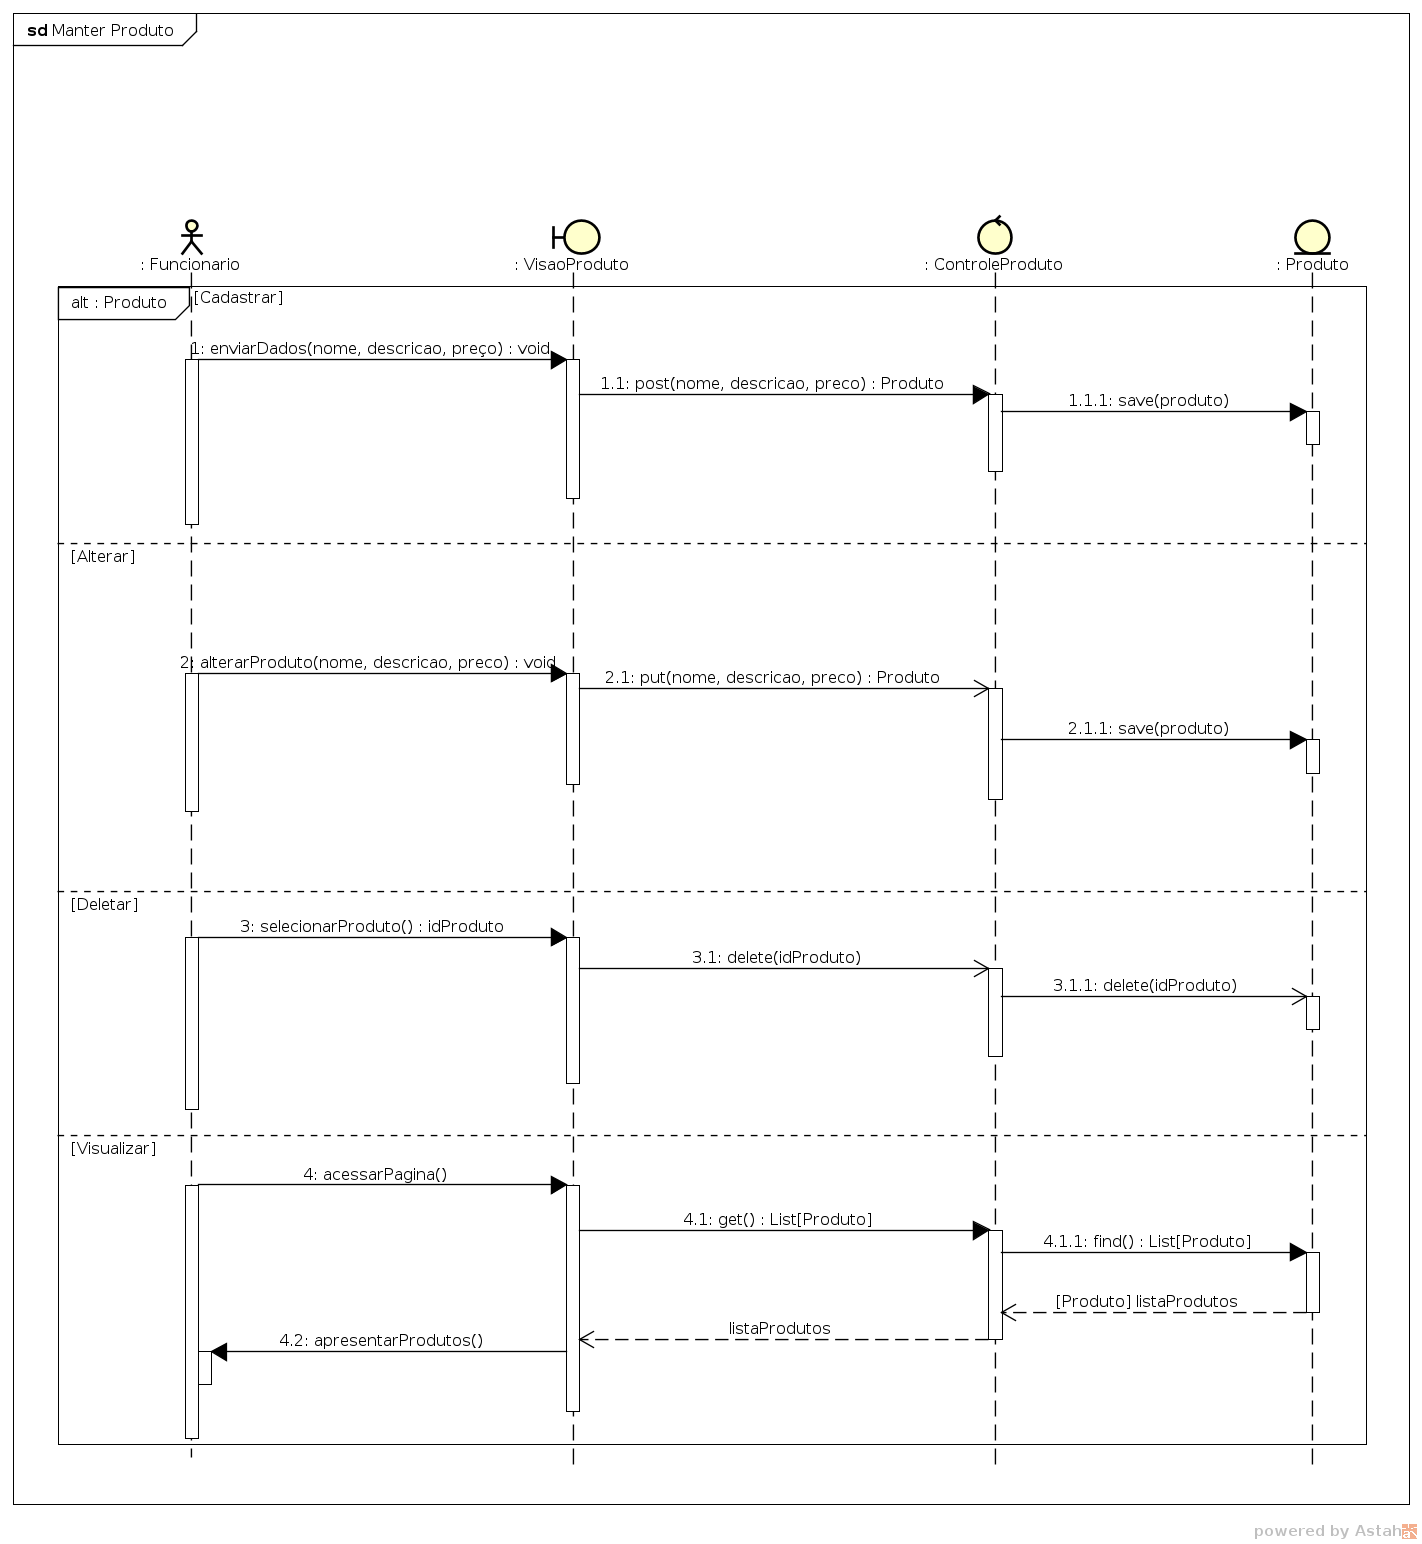 sd Manter Produto
: Funcionario
: VisaoProduto
: ControleProduto
: Produto
alt : Produto
[Cadastrar]
1: enviarDados(nome, descricao, preço) : void
1.1: post(nome, descricao, preco) : Produto
1.1.1: save(produto)
[Alterar]
2: alterarProduto(nome, descricao, preco) : void
2.1: put(nome, descricao, preco) : Produto
2.1.1: save(produto)
[Deletar]
3: selecionarProduto() : idProduto
3.1: delete(idProduto)
3.1.1: delete(idProduto)
[Visualizar]
4: acessarPagina()
4.1: get() : List[Produto]
4.1.1: find() : List[Produto]
[Produto] listaProdutos
listaProdutos
4.2: apresentarProdutos()
powered by Astah